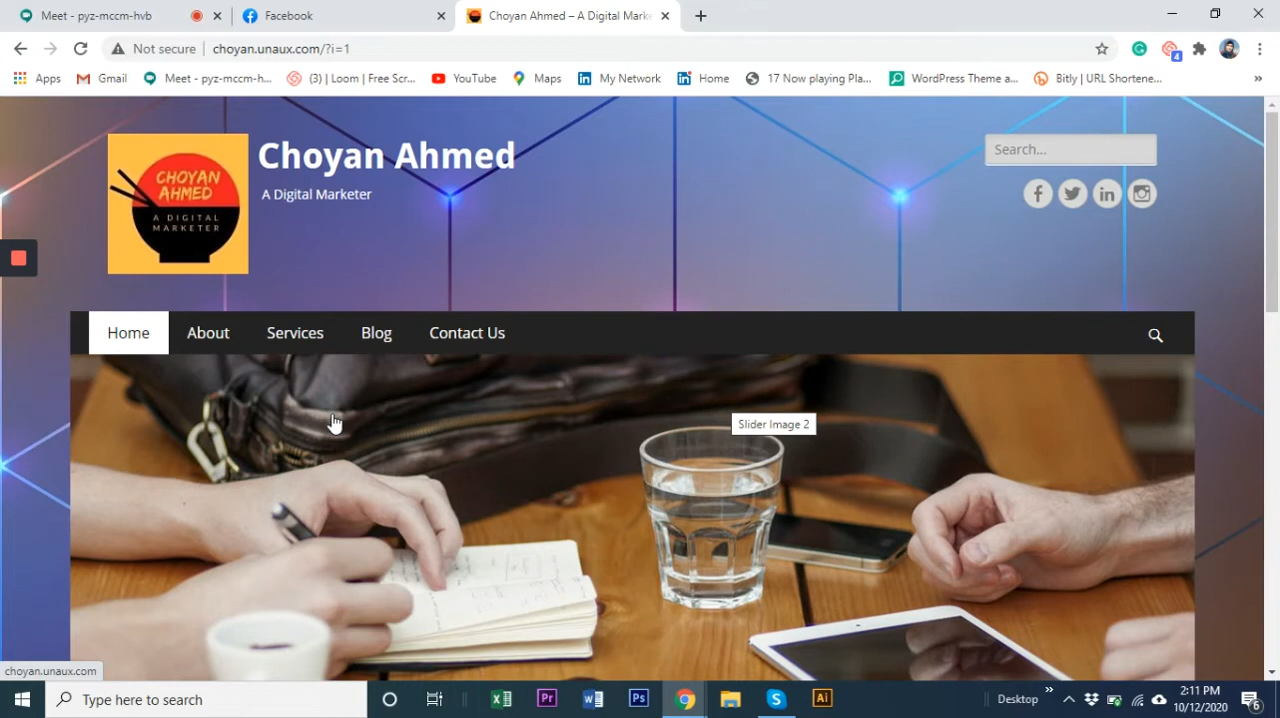 Meet - pyz-mccm-hvb
Facebook
Choyan Ahmed – A Digital Marke
Not secure
choyan.unaux.com/?i=1
4
Apps
Gmail
Meet - pyz-mccm-h...
(3) | Loom | Free Scr...
YouTube
Maps
My Network
Home
17 Now playing Pla...
WordPress Theme a...
Bitly | URL Shortene...
»
CHOYAN
AHMED
A DIGITAL
MARKETER
Choyan Ahmed
A Digital Marketer
Search...
Home
About
Services
Blog
Contact Us
Slider Image 2
choyan.unaux.com
Type here to search
Desktop
»
2:11 PM
10/12/2020
6